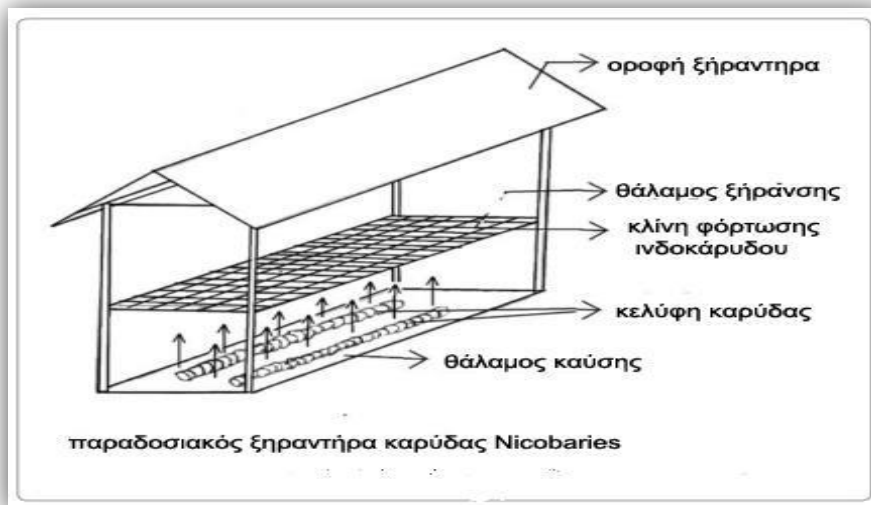 οροφή ξήραντηρα
θάλαμος ξήρανσης
κλίνη φόρτωσης
ινδοκάρυδου
κελύφη καρύδας
θάλαμος καύσης
παραδοσιακός ξηραντήρα καρύδας Nicobaries